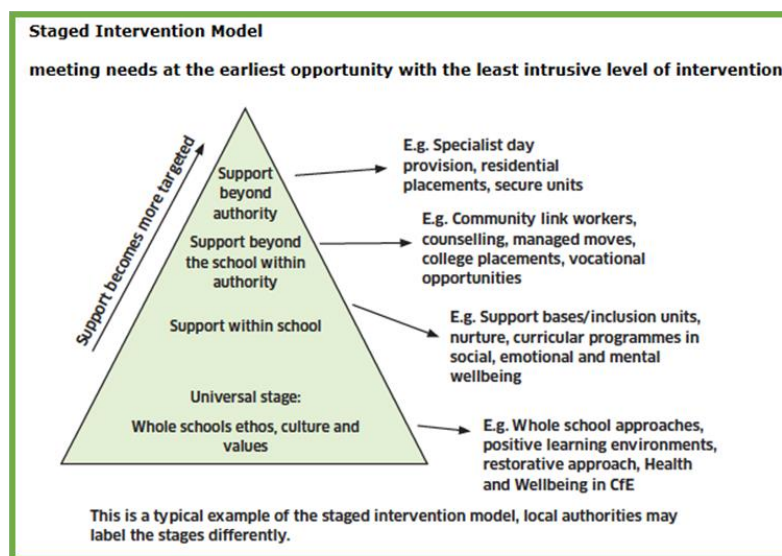 Staged Intervention Model
meeting needs at the earliest opportunity with the least intrusive level of intervention
Support becomes more targeted
Support
beyond
authority
E.g. Specialist day
provision, residential
placements, secure units
Support beyond
the school within
authority
E.g. Community link workers,
counselling, managed moves,
college placements, vocational
opportunities
Support within school
E.g. Support bases/inclusion units,
nurture, curricular programmes in
social, emotional and mental
wellbeing
Universal stage:
Whole schools ethos, culture and
values
E.g. Whole school approaches,
positive learning environments,
restorative approach, Health
and Wellbeing in CfE
This is a typical example of the staged intervention model, local authorities may
label the stages differently.